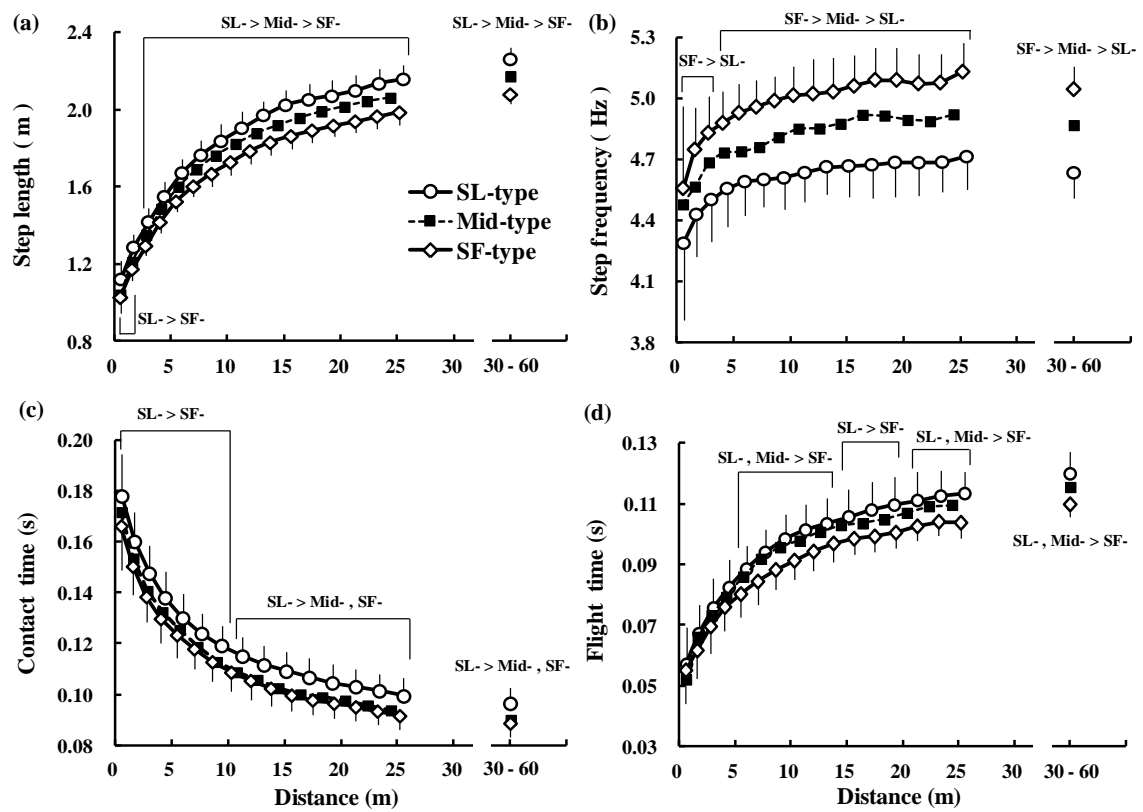 (a)
SL- > Mid- > SF-
SL- > Mid- > SF-
2.4
2.0
1.6
1.2
0.8
Step length ( m )
SL-type
Mid-type
SF-type
SL- > SF-
0 5 10 15 20 25 30 30 - 60
(b)
SF- > Mid- > SL-
SF- > SL-
SF- > Mid- > SL-
5.3
5.0
4.7
4.4
4.1
3.8
Step frequency ( Hz)
0 5 10 15 20 25 30 30 - 60
(c)
SL- > SF-
0.20
0.18
0.16
0.14
0.12
0.10
0.08
Contact time (s)
SL- > Mid- , SF-
SL- > Mid- , SF-
0 5 10 15 20 25 30 30 - 60
Distance (m)
(d)
SL- > SF-
SL- , Mid- > SF-
SL- , Mid- > SF-
0.13
0.11
0.09
0.07
0.05
0.03
Flight time (s)
SL- , Mid- > SF-
0 5 10 15 20 25 30 30 - 60
Distance (m)